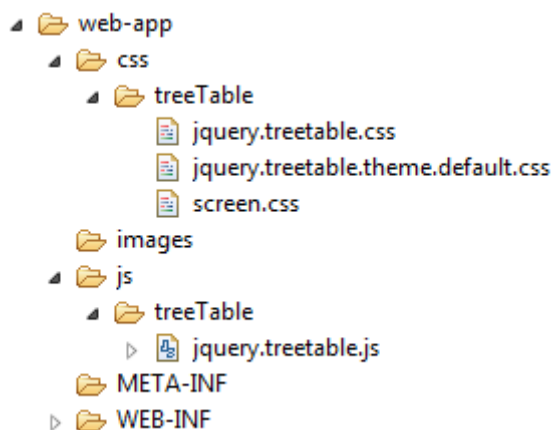 web-app
css
treeTable
jquery.treetable.css
jquery.treetable.theme.default.css
screen.css
images
js
treeTable
jquery.treetable.js
META-INF
WEB-INF